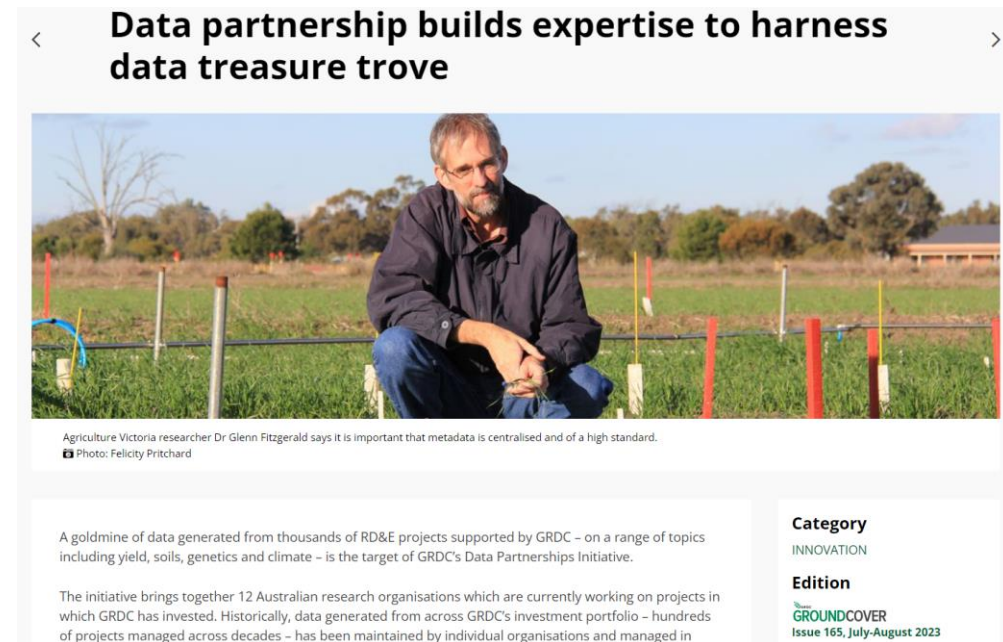 Data partnership builds expertise to harness
data treasure trove
Agriculture Victoria researcher Dr Glenn Fitzgerald says it is important that metadata is centralised and of a high standard.
Photo: Felicity Pritchard
A goldmine of data generated from thousands of RD&E projects supported by GRDC – on a range of topics
including yield, soils, genetics and climate – is the target of GRDC's Data Partnerships Initiative.
The initiative brings together 12 Australian research organisations which are currently working on projects in
which GRDC has invested. Historically, data generated from across GRDC's investment portfolio – hundreds
of projects managed across decades – has been maintained by individual organisations and managed in
Category
INNOVATION
Edition
GROUNDCOVER
Issue 165, July-August 2023